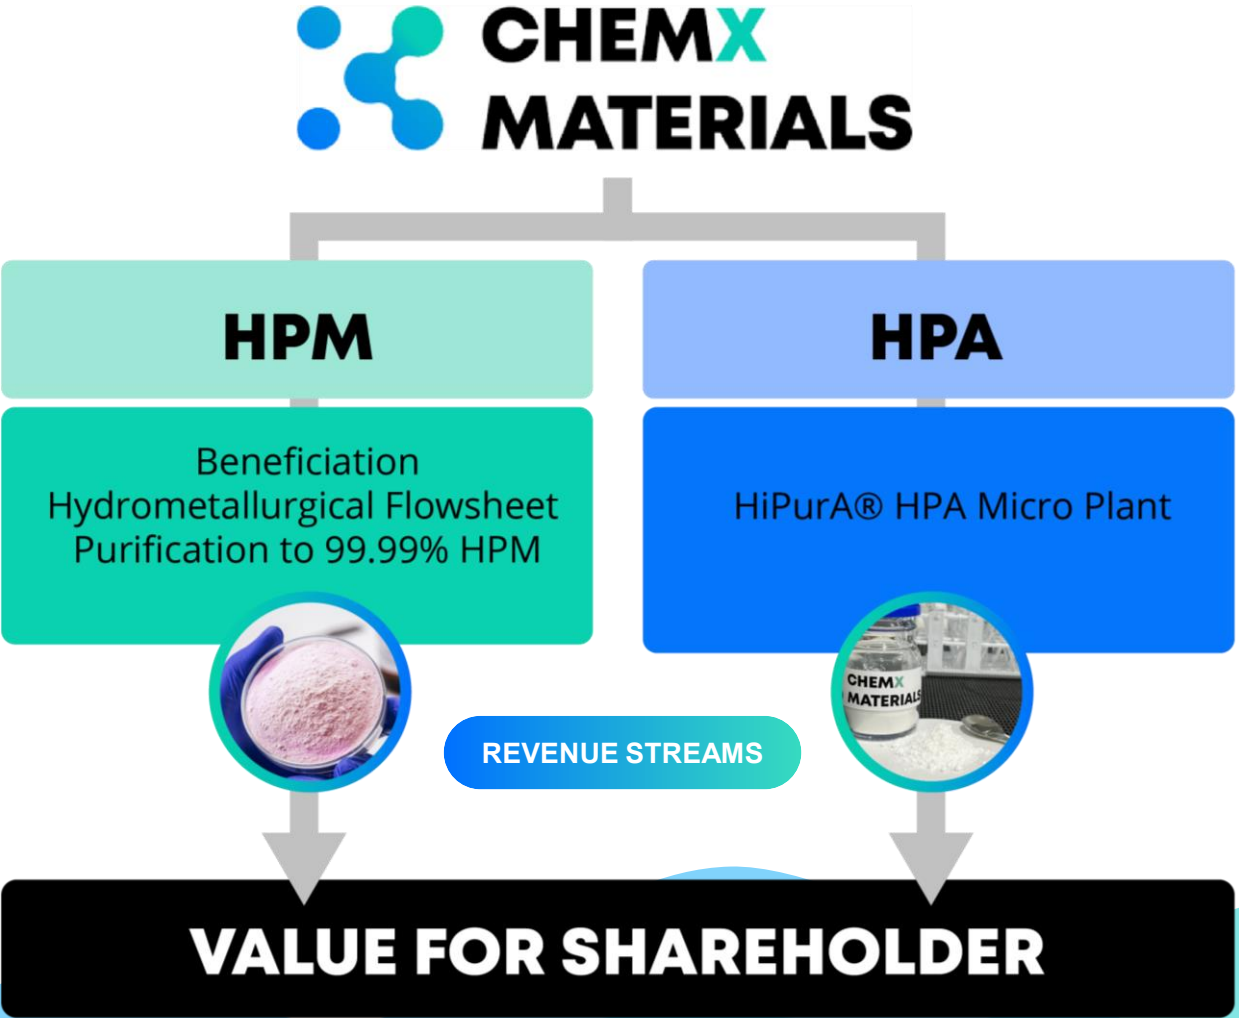 CHEMX
MATERIALS
HPM
HPA
Beneficiation
Hydrometallurgical Flowsheet
Purification to 99.99% HPM
HiPurA® HPA Micro Plant
CHEMX
MATERIALS
REVENUE STREAMS
VALUE FOR SHAREHOLDER